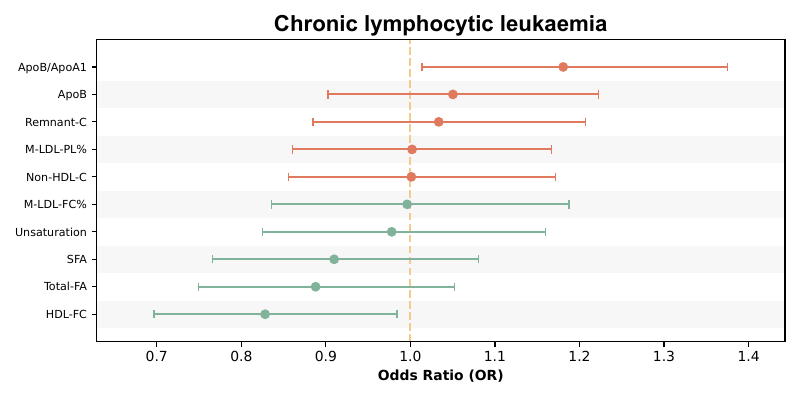 Chronic lymphocytic leukaemia
ApoB/ApoA1
ApoB
Remnant-C
M-LDL-PL%
Non-HDL-C
M-LDL-FC%
Unsaturation
SFA
Total-FA
HDL-FC
0.7 0.8 0.9 1.0 1.1 1.2 1.3 1.4
Odds Ratio (OR)